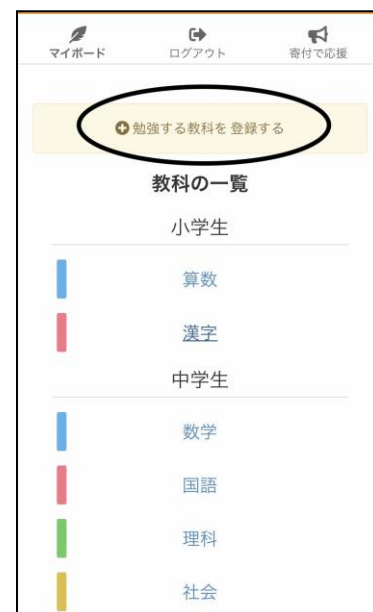 マイボード
ログアウト
寄付で応援
勉強する教科を 登録する
教科の一覧
小学生
算数
漢字
中学生
数学
国語
理科
社会